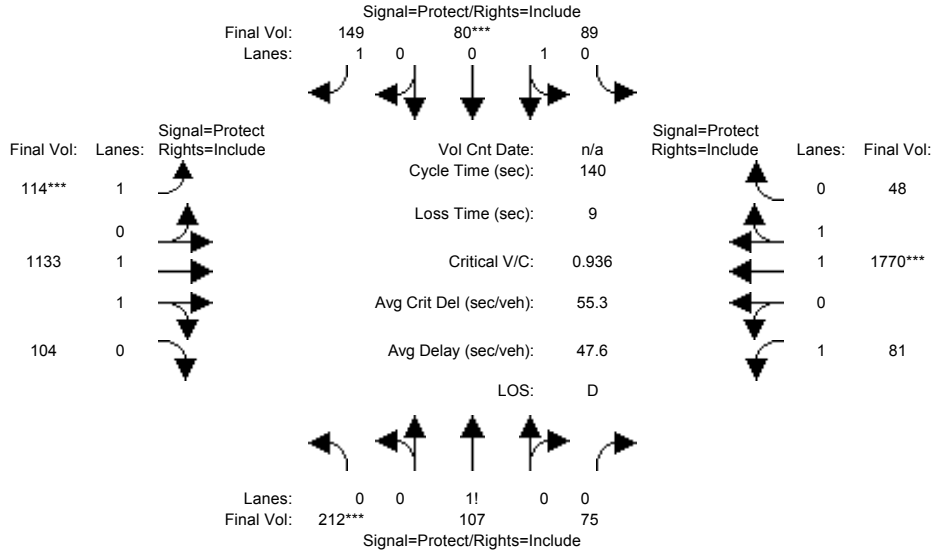 Signal=Protect/Rights=Include
Final Vol: 149 80*** 89
Lanes: 1 0 0 1 0
Signal=Protect
Final Vol: Lanes: Rights=Include
Vol Cnt Date: n/a
Signal=Protect
Rights=Include Lanes: Final Vol:
Cycle Time (sec): 140
114*** 1
0 48
Loss Time (sec): 9
0
1
1133 1
Critical V/C: 0.936
1 1770***
1
Avg Crit Del (sec/veh): 55.3
0
104 0
Avg Delay (sec/veh): 47.6
1 81
LOS: D
Lanes: 0 0 1! 0 0
Final Vol: 212*** 107 75
Signal=Protect/Rights=Include